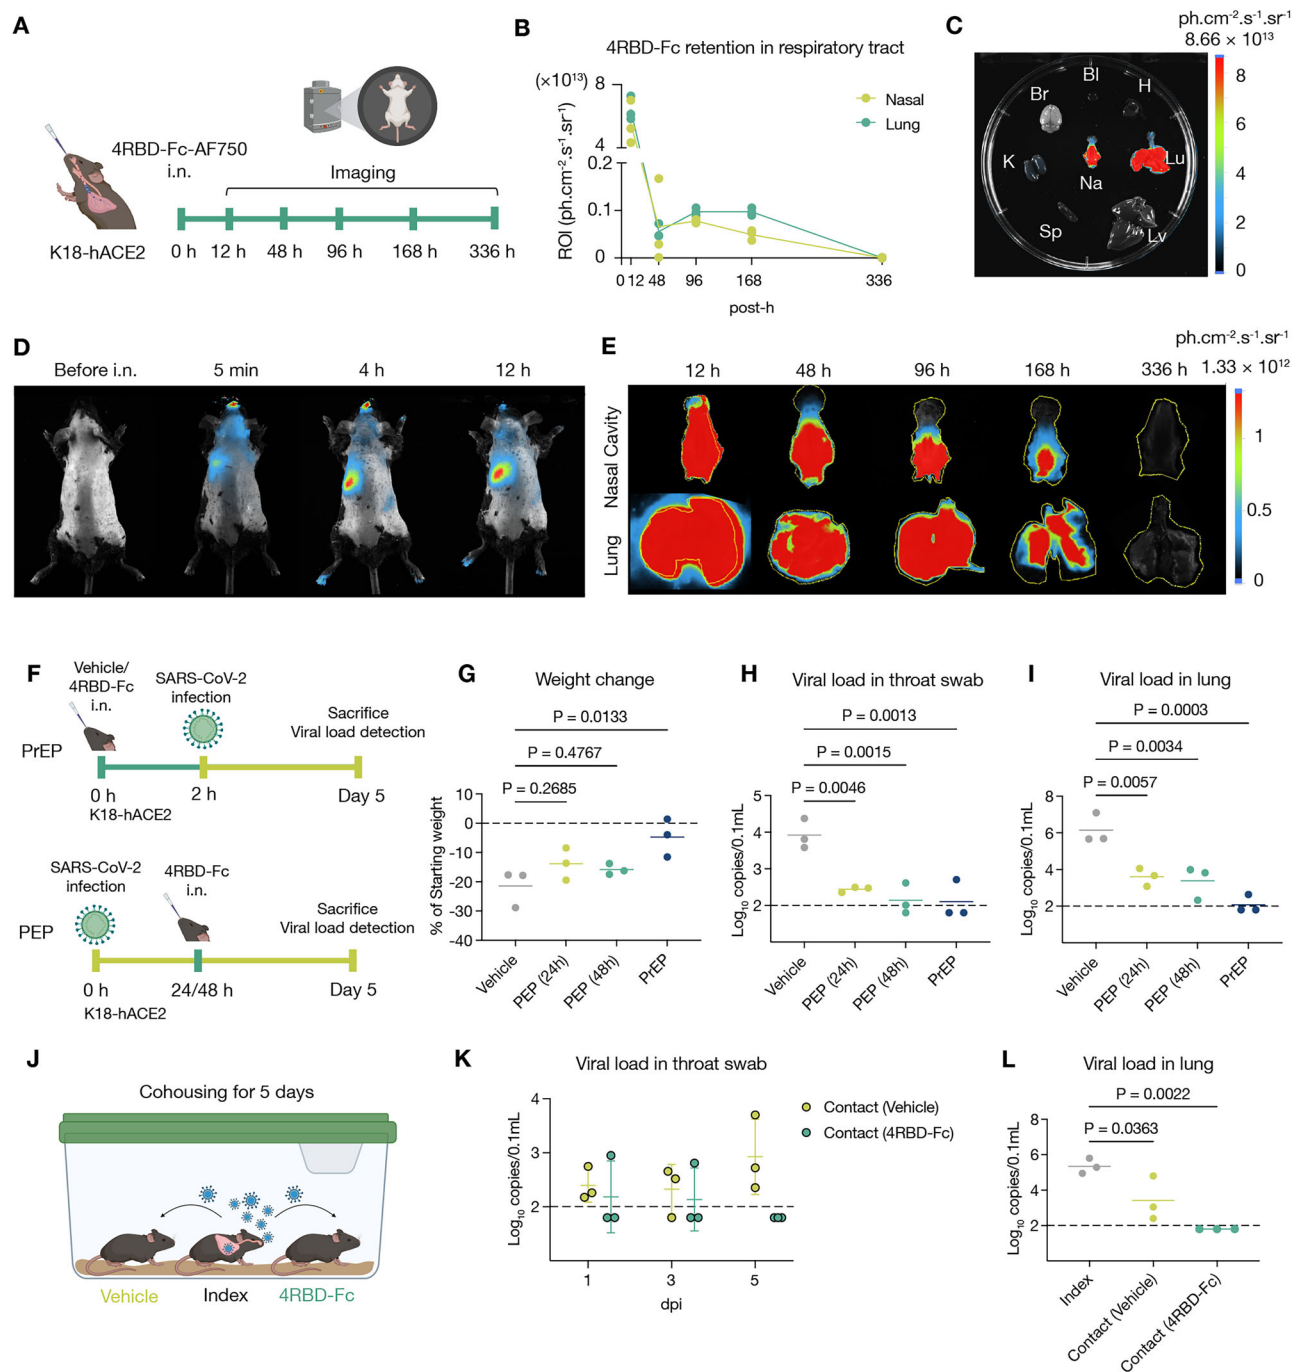 A
4RBD-Fc-AF750
i.n.
Imaging
K18-hACE2
0 h
12 h
48 h
96 h
168 h
336 h
B
4RBD-Fc retention in respiratory tract
(×10¹³)
ROI (ph.cm⁻².s⁻¹.sr⁻¹)
8
4
0.2
0.1
0
0 12 48 96 168 336
post-h
Nasal
Lung
C
ph.cm⁻².s⁻¹.sr⁻¹
8.66 × 10¹³
Bl
Br
H
K
Na
Lu
Sp
Lv
8
6
4
2
0
D
Before i.n.
5 min
4 h
12 h
E
ph.cm⁻².s⁻¹.sr⁻¹
1.33 × 10¹²
12 h
48 h
96 h
168 h
336 h
Nasal Cavity
Lung
1
0.5
0
F
Vehicle/
4RBD-Fc
i.n.
SARS-CoV-2
infection
Sacrifice
Viral load detection
PrEP
0 h
2 h
Day 5
K18-hACE2
SARS-CoV-2
infection
4RBD-Fc
i.n.
Sacrifice
Viral load detection
PEP
0 h
24/48 h
Day 5
K18-hACE2
G
Weight change
P = 0.0133
P = 0.4767
P = 0.2685
% of Starting weight
10
0
-10
-20
-30
-40
Vehicle
PEP (24h)
PEP (48h)
PrEP
H
Viral load in throat swab
P = 0.0013
P = 0.0015
P = 0.0046
Log₁₀ copies/0.1mL
5
4
3
2
Vehicle
PEP (24h)
PEP (48h)
PrEP
I
Viral load in lung
P = 0.0003
P = 0.0034
P = 0.0057
Log₁₀ copies/0.1mL
8
6
4
2
Vehicle
PEP (24h)
PEP (48h)
PrEP
J
Cohousing for 5 days
Vehicle
Index
4RBD-Fc
K
Viral load in throat swab
Log₁₀ copies/0.1mL
4
3
2
1
3
5
dpi
Contact (Vehicle)
Contact (4RBD-Fc)
L
Viral load in lung
P = 0.0022
P = 0.0363
Log₁₀ copies/0.1mL
8
6
4
2
0
Index
Contact (Vehicle)
Contact (4RBD-Fc)